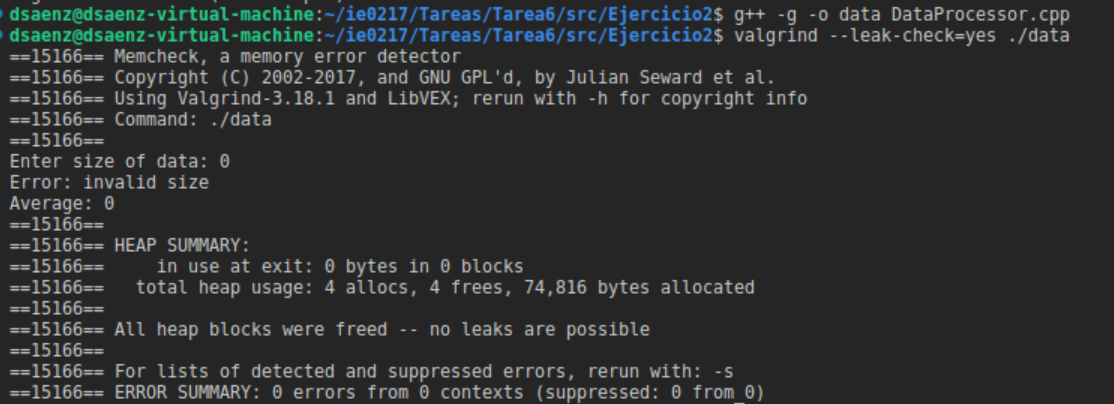 dsaenz@dsaenz-virtual-machine:~/ie0217/Tareas/Tarea6/src/Ejercicio2$ g++ -g -o data DataProcessor.cpp
dsaenz@dsaenz-virtual-machine:~/ie0217/Tareas/Tarea6/src/Ejercicio2$ valgrind --leak-check=yes ./data
==15166== Memcheck, a memory error detector
==15166== Copyright (C) 2002-2017, and GNU GPL'd, by Julian Seward et al.
==15166== Using Valgrind-3.18.1 and LibVEX; rerun with -h for copyright info
==15166== Command: ./data
==15166==
Enter size of data: 0
Error: invalid size
Average: 0
==15166==
==15166== HEAP SUMMARY:
==15166==     in use at exit: 0 bytes in 0 blocks
==15166==   total heap usage: 4 allocs, 4 frees, 74,816 bytes allocated
==15166==
==15166== All heap blocks were freed -- no leaks are possible
==15166==
==15166== For lists of detected and suppressed errors, rerun with: -s
==15166== ERROR SUMMARY: 0 errors from 0 contexts (suppressed: 0 from 0)